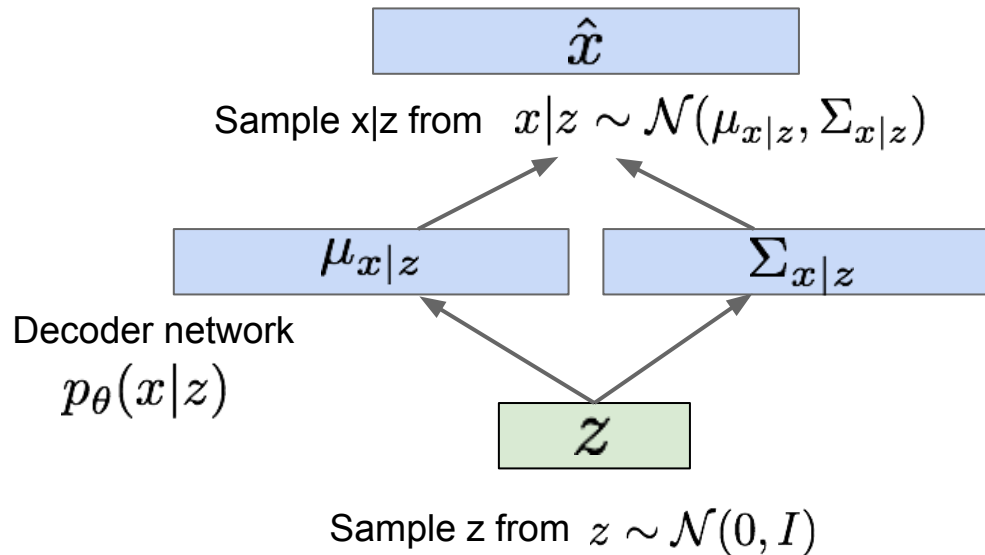 x̂
Sample x|z from x|z ∼ 𝒩(μ_{x|z}, Σ_{x|z})
μ_{x|z} Σ_{x|z}
Decoder network
p_θ(x|z)
z
Sample z from z ∼ 𝒩(0, I)